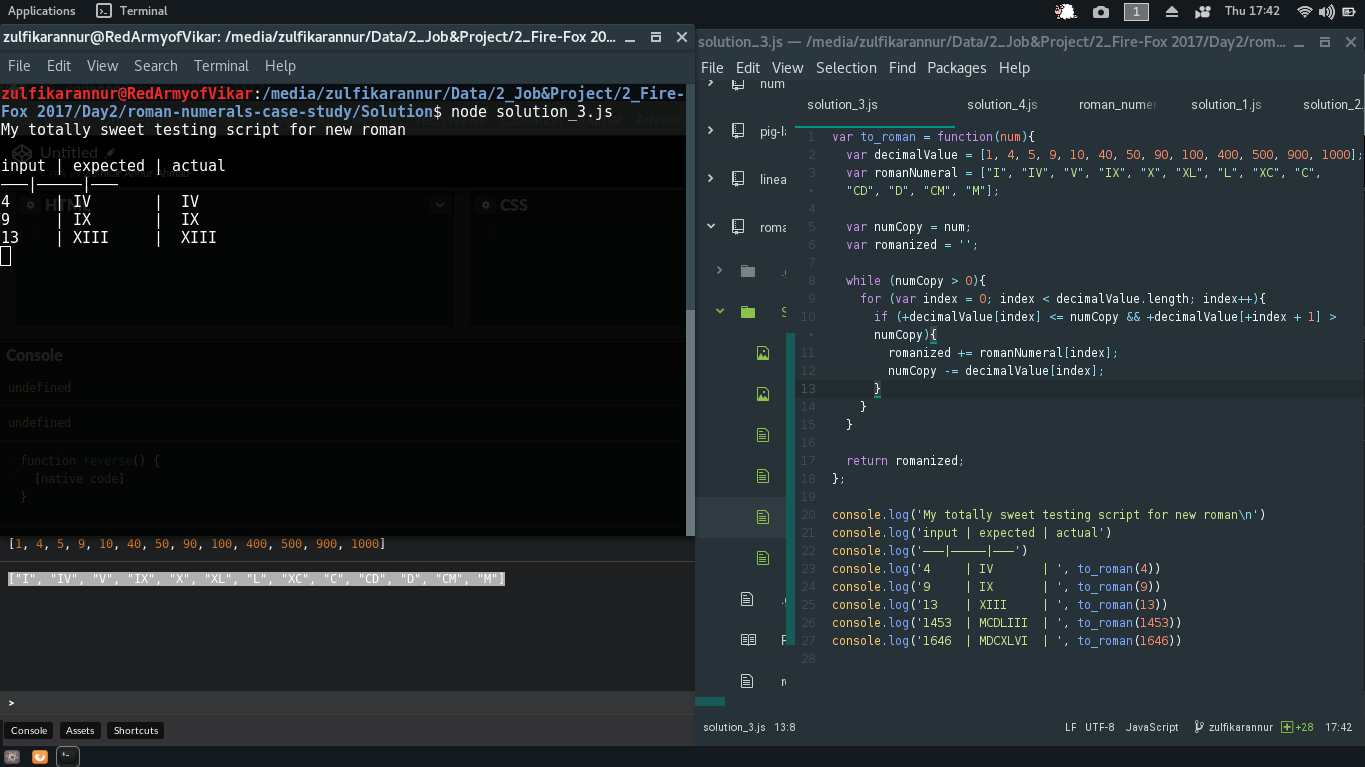 Applications Terminal 1 Thu 17:42
zulfikarannur@RedArmyofVikar: /media/zulfikarannur/Data/2_Job&Project/2_Fire-Fox 20...
File Edit View Search Terminal Help
zulfikarannur@RedArmyofVikar:/media/zulfikarannur/Data/2_Job&Project/2_Fire-
Fox 2017/Day2/roman-numerals-case-study/Solution$ node solution_3.js
My totally sweet testing script for new roman
Untitled
input | expected | actual
———|—————|———
4     | IV       |  IV
9     | IX       |  IX
13    | XIII     |  XIII
CSS
Console
undefined
undefined
function reverse() {
[native code]
}
[1, 4, 5, 9, 10, 40, 50, 90, 100, 400, 500, 900, 1000]
["I", "IV", "V", "IX", "X", "XL", "L", "XC", "C", "CD", "D", "CM", "M"]
>
Console Assets Shortcuts
solution_3.js — /media/zulfikarannur/Data/2_Job&Project/2_Fire-Fox 2017/Day2/rom...
File Edit View Selection Find Packages Help
num
pig-la
linea
roma
solution_3.js solution_4.js roman_numer solution_1.js solution_2.
1 var to_roman = function(num){
2   var decimalValue = [1, 4, 5, 9, 10, 40, 50, 90, 100, 400, 500, 900, 1000];
3   var romanNumeral = ["I", "IV", "V", "IX", "X", "XL", "L", "XC", "C",
•   "CD", "D", "CM", "M"];
4
5   var numCopy = num;
6   var romanized = '';
7
8   while (numCopy > 0){
9     for (var index = 0; index < decimalValue.length; index++){
10       if (+decimalValue[index] <= numCopy && +decimalValue[+index + 1] >
•       numCopy){
11         romanized += romanNumeral[index];
12         numCopy -= decimalValue[index];
13       }
14     }
15   }
16
17   return romanized;
18 };
19
20 console.log('My totally sweet testing script for new roman\n')
21 console.log('input | expected | actual')
22 console.log('———|—————|———')
23 console.log('4     | IV       | ', to_roman(4))
24 console.log('9     | IX       | ', to_roman(9))
25 console.log('13    | XIII     | ', to_roman(13))
26 console.log('1453  | MCDLIII  | ', to_roman(1453))
27 console.log('1646  | MDCXLVI  | ', to_roman(1646))
28
solution_3.js 13:8 LF UTF-8 JavaScript zulfikarannur +28 17:42